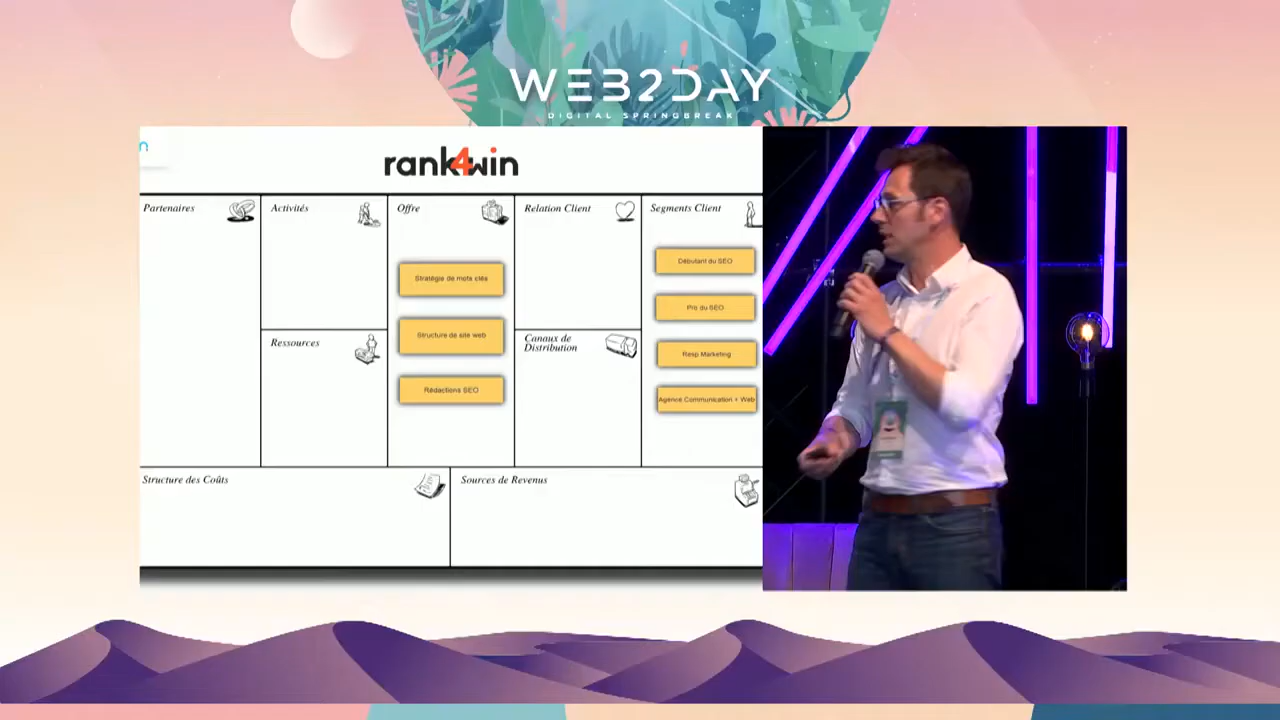 WEB2DAY
DIGITAL SPRINGBREAK
n
rank4win
Partenaires
Activités
Offre
Relation Client
Segments Client
Stratégie de mots clés
Structure de site web
Rédactions SEO
Ressources
Canaux de
Distribution
Débutant du SEO
Pro du SEO
Resp Marketing
Agence Communication + Web
Structure des Coûts
Sources de Revenus